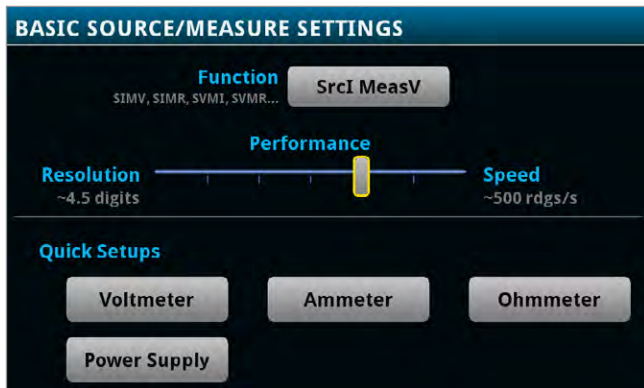 BASIC SOURCE/MEASURE SETTINGS
Function
SIMV, SIMR, SVMI, SVMR...
SrcI MeasV
Performance
Resolution
~4.5 digits
Speed
~500 rdgs/s
Quick Setups
Voltmeter
Ammeter
Ohmmeter
Power Supply